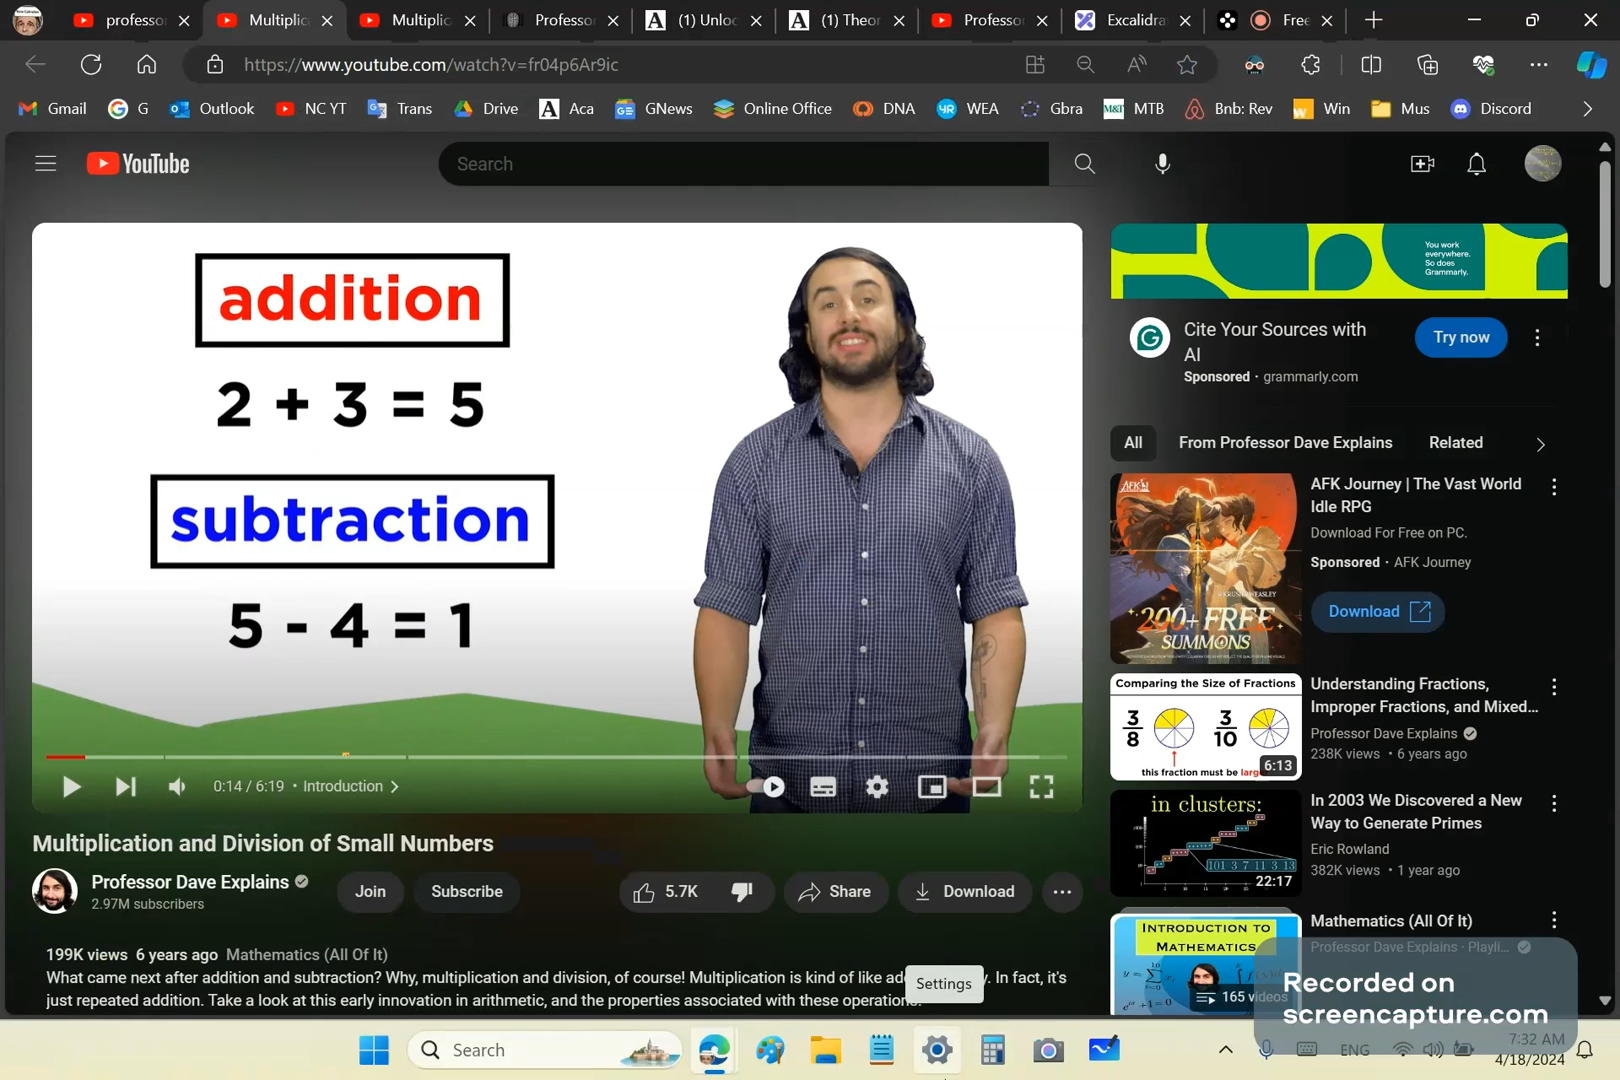 professor
Multiplic
Multiplic
Professor
(1) Unloc
(1) Theor
Professor
Excalidra
Free
https://www.youtube.com/watch?v=fr04p6Ar9ic
Gmail
G
Outlook
NC YT
Trans
Drive
Aca
GNews
Online Office
DNA
WEA
Gbra
MTB
Bnb: Rev
Win
Mus
Discord
YouTube
Search
addition
2 + 3 = 5
subtraction
5 - 4 = 1
0:14 / 6:19 • Introduction
Multiplication and Division of Small Numbers
Professor Dave Explains
2.97M subscribers
Join
Subscribe
5.7K
Share
Download
199K views 6 years ago Mathematics (All Of It)
What came next after addition and subtraction? Why, multiplication and division, of course! Multiplication is kind of like ad y. In fact, it's
just repeated addition. Take a look at this early innovation in arithmetic, and the properties associated with these operations.
Settings
You work
everywhere.
So does
Grammarly.
Cite Your Sources with
AI
Sponsored • grammarly.com
Try now
All
From Professor Dave Explains
Related
AFK
200+ FREE
SUMMONS
AFK Journey | The Vast World
Idle RPG
Download For Free on PC.
Sponsored • AFK Journey
Download
Comparing the Size of Fractions
3/8 3/10
this fraction must be larg
6:13
Understanding Fractions,
Improper Fractions, and Mixed...
Professor Dave Explains
238K views • 6 years ago
in clusters:
101 3 7 11 3 13
22:17
In 2003 We Discovered a New
Way to Generate Primes
Eric Rowland
382K views • 1 year ago
INTRODUCTION TO
MATHEMATICS
165 videos
Mathematics (All Of It)
Professor Dave Explains • Playli...
Recorded on
screencapture.com
Search
ENG
7:32 AM
4/18/2024